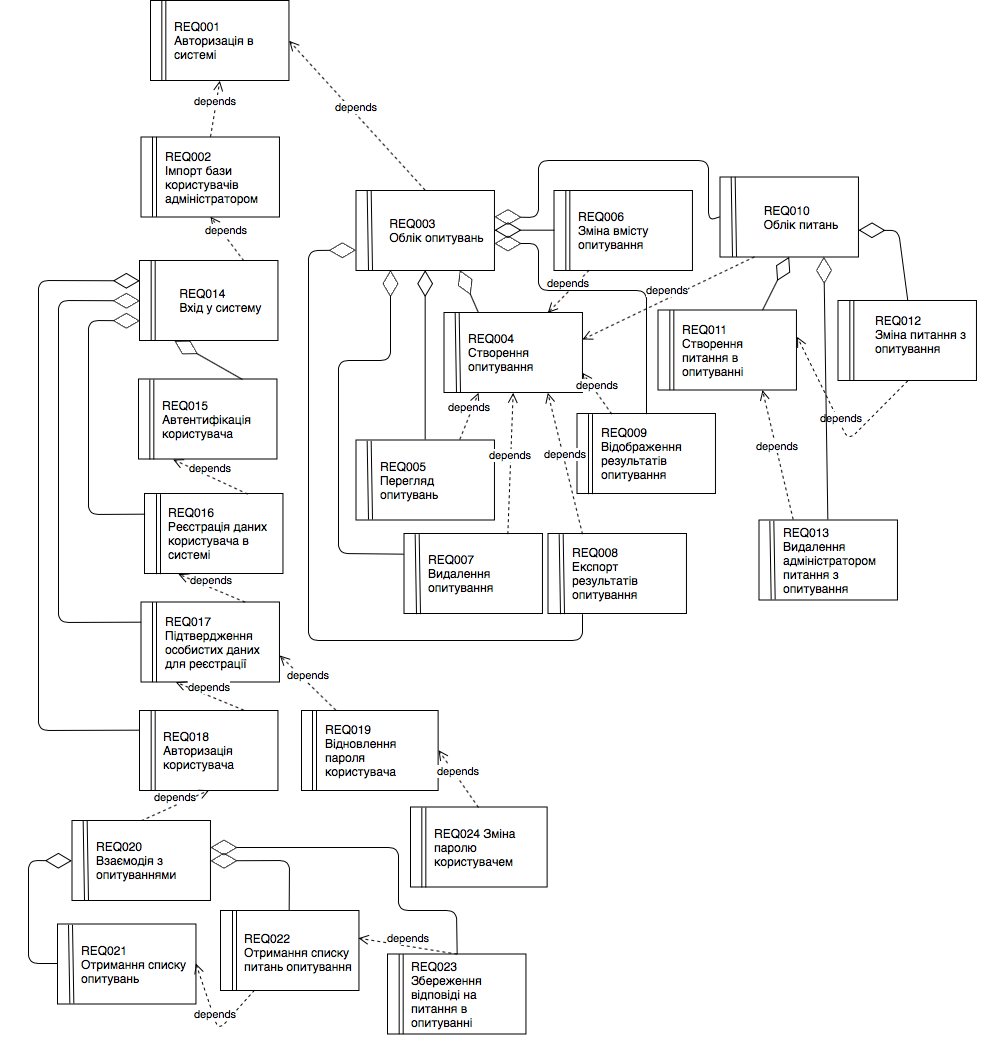 REQ001
Авторизація в
системі
depends
depends
REQ002
Імпорт бази
користувачів
адміністратором
depends
REQ003
Облік опитувань
REQ006
Зміна вмісту
опитування
REQ010
Облік питань
depends
depends
REQ014
Вхід у систему
REQ004
Створення
опитування
REQ011
Створення
питання в
опитуванні
REQ012
Зміна питання з
опитування
depends
depends
depends
REQ015
Автентифікація
користувача
depends
REQ005
Перегляд
опитувань
depends
depends
REQ009
Відображення
результатів
опитування
depends
REQ016
Реєстрація даних
користувача в
системі
depends
REQ007
Видалення
опитування
REQ008
Експорт
результатів
опитування
REQ013
Видалення
адміністратором
питання з
опитування
REQ017
Підтвердження
особистих даних
для реєстрації
depends
depends
REQ018
Авторизація
користувача
REQ019
Відновлення
пароля
користувача
depends
depends
REQ024 Зміна
паролю
користувачем
REQ020
Взаємодія з
опитуваннями
REQ021
Отримання списку
опитувань
REQ022
Отримання списку
питань опитування
depends
REQ023
Збереження
відповіді на
питання в
опитуванні
depends